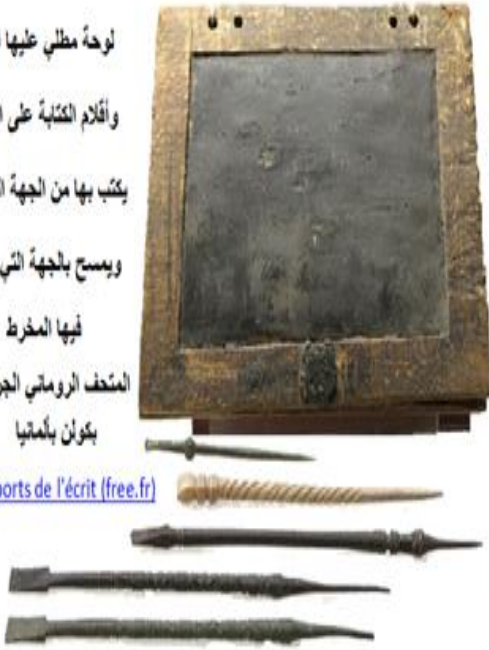 لوحة مطلي عليها
وأقلام الكتابة على
يكتب بها من الجهة
ويمسح بالجهة التي
فيها المخرط
المتحف الروماني
بكولن بألمانيا
de l'écrit (free.fr)